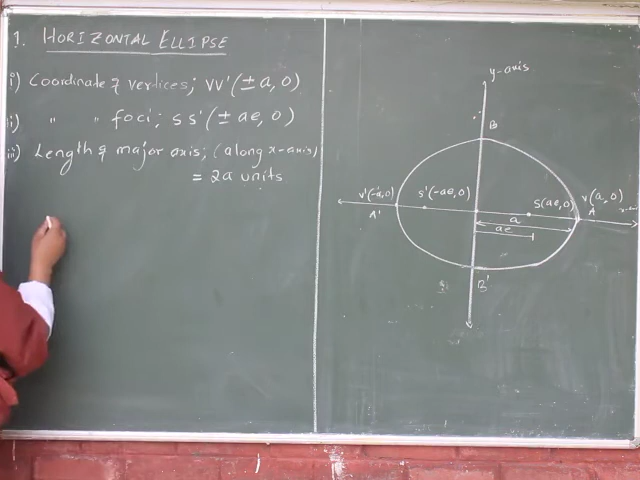 1. HORIZONTAL ELLIPSE
i) Coordinate of vertices; VV' (± a, 0)
ii) " " foci; SS' (± ae, 0)
iii) Length of major axis; (along x-axis)
= 2a units
y-axis
B
V'(-a,0) S'(-ae,0) S(ae,0) V(a,0)
A' A
a
ae
B'